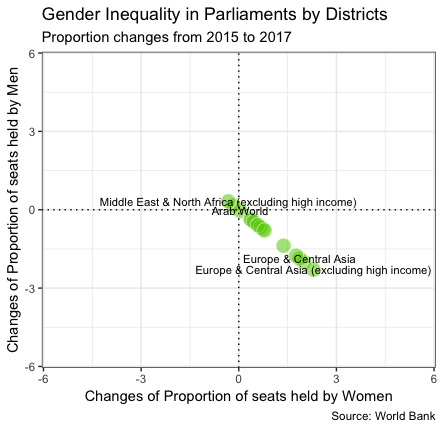 Gender Inequality in Parliaments by Districts
Proportion changes from 2015 to 2017
Changes of Proportion of seats held by Men
6
3
0
-3
-6
Middle East & North Africa (excluding high income)
Arab World
Europe & Central Asia
Europe & Central Asia (excluding high income)
-6
-3
0
3
6
Changes of Proportion of seats held by Women
Source: World Bank